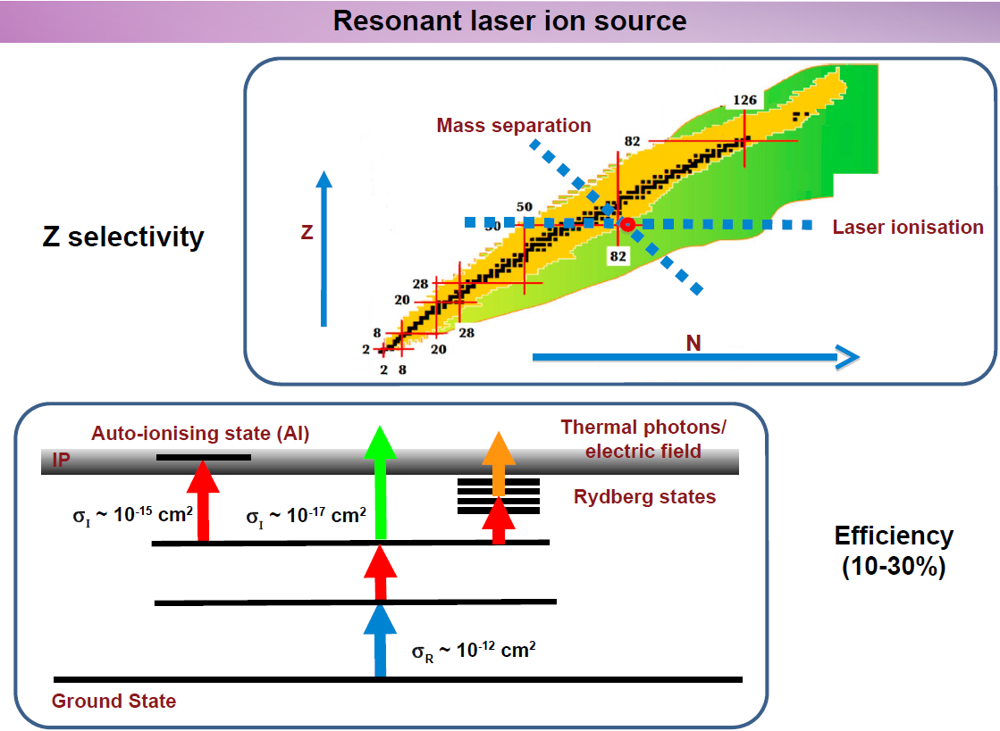 Resonant laser ion source
126
Mass separation
82
50
Z
50
Laser ionisation
Z selectivity
82
28
20
8
28
N
2
20
2 8
Auto-ionising state (AI)
Thermal photons/
electric field
IP
Rydberg states
σI ~ 10-15 cm2
σI ~ 10-17 cm2
Efficiency
(10-30%)
σR ~ 10-12 cm2
Ground State